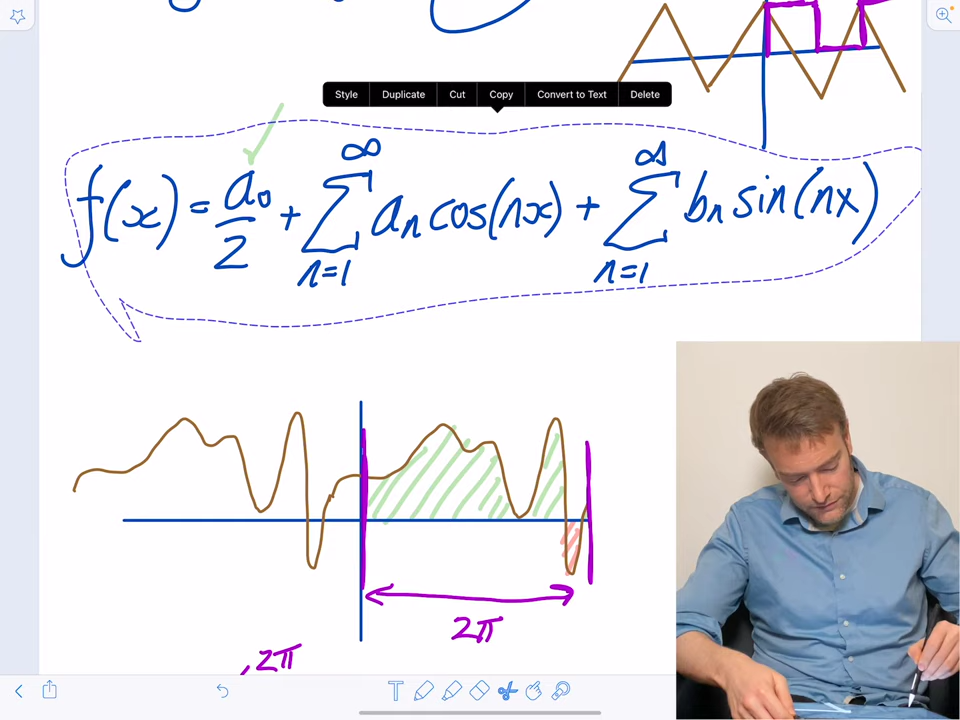 Style Duplicate Cut Copy Convert to Text Delete
f(x) = a₀/2 + ∑_{n=1}^{∞} aₙ cos(nx) + ∑_{n=1}^{∞} bₙ sin(nx)
2π
2π